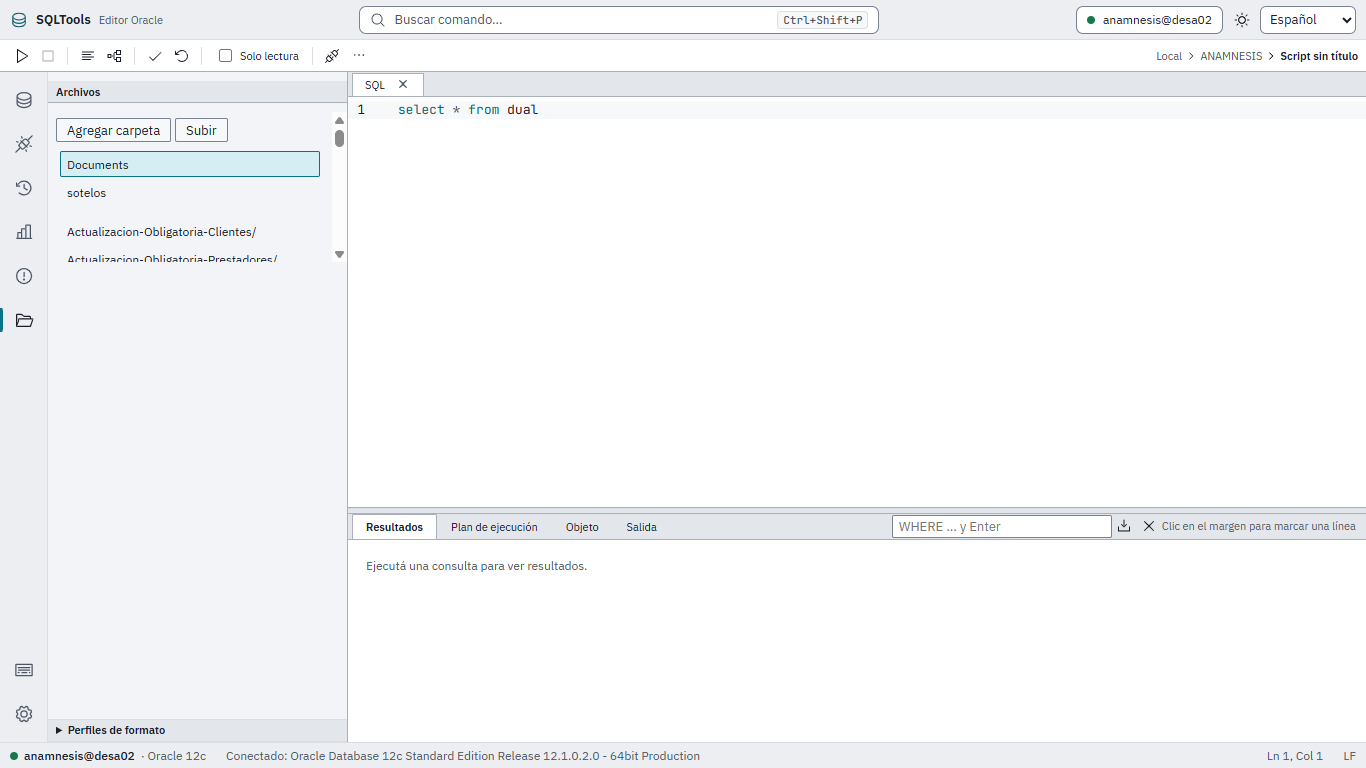 SQLTools Editor Oracle
Buscar comando...
Ctrl+Shift+P
anamnesis@desa02
Español
Solo lectura
Local > ANAMNESIS > Script sin título
Archivos
Agregar carpeta
Subir
Documents
sotelos
Actualizacion-Obligatoria-Clientes/
Actualizacion-Obligatoria-Prestadores/
Perfiles de formato
SQL
1 select * from dual
Resultados
Plan de ejecución
Objeto
Salida
WHERE ... y Enter
Clic en el margen para marcar una línea
Ejecutá una consulta para ver resultados.
anamnesis@desa02 · Oracle 12c
Conectado: Oracle Database 12c Standard Edition Release 12.1.0.2.0 - 64bit Production
Ln 1, Col 1
LF